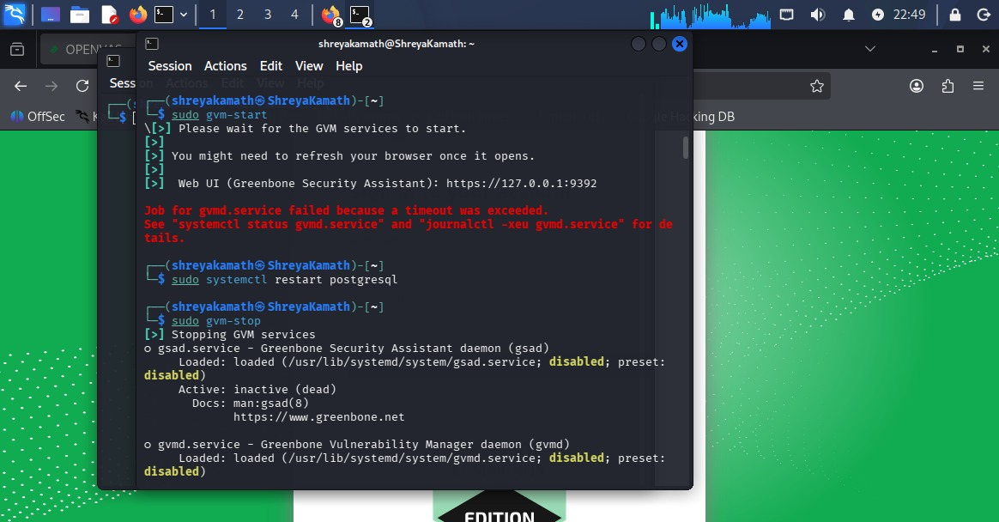 1 2 3 4 8 2 22:49
OPENVAS
shreyakamath@ShreyaKamath: ~
Session Actions Edit View Help
Sess on Actions Edit View Help
OffSec
king DB
┌──(shreyakamath㉿ShreyaKamath)-[~]
└─$ sudo gvm-start
\[>] Please wait for the GVM services to start.
[>]
[>] You might need to refresh your browser once it opens.
[>]
[>]  Web UI (Greenbone Security Assistant): https://127.0.0.1:9392
Job for gvmd.service failed because a timeout was exceeded.
See "systemctl status gvmd.service" and "journalctl -xeu gvmd.service" for de
tails.
┌──(shreyakamath㉿ShreyaKamath)-[~]
└─$ sudo systemctl restart postgresql
┌──(shreyakamath㉿ShreyaKamath)-[~]
└─$ sudo gvm-stop
[>] Stopping GVM services
○ gsad.service - Greenbone Security Assistant daemon (gsad)
Loaded: loaded (/usr/lib/systemd/system/gsad.service; disabled; preset:
disabled)
Active: inactive (dead)
Docs: man:gsad(8)
https://www.greenbone.net
○ gvmd.service - Greenbone Vulnerability Manager daemon (gvmd)
Loaded: loaded (/usr/lib/systemd/system/gvmd.service; disabled; preset:
disabled)
EDITION